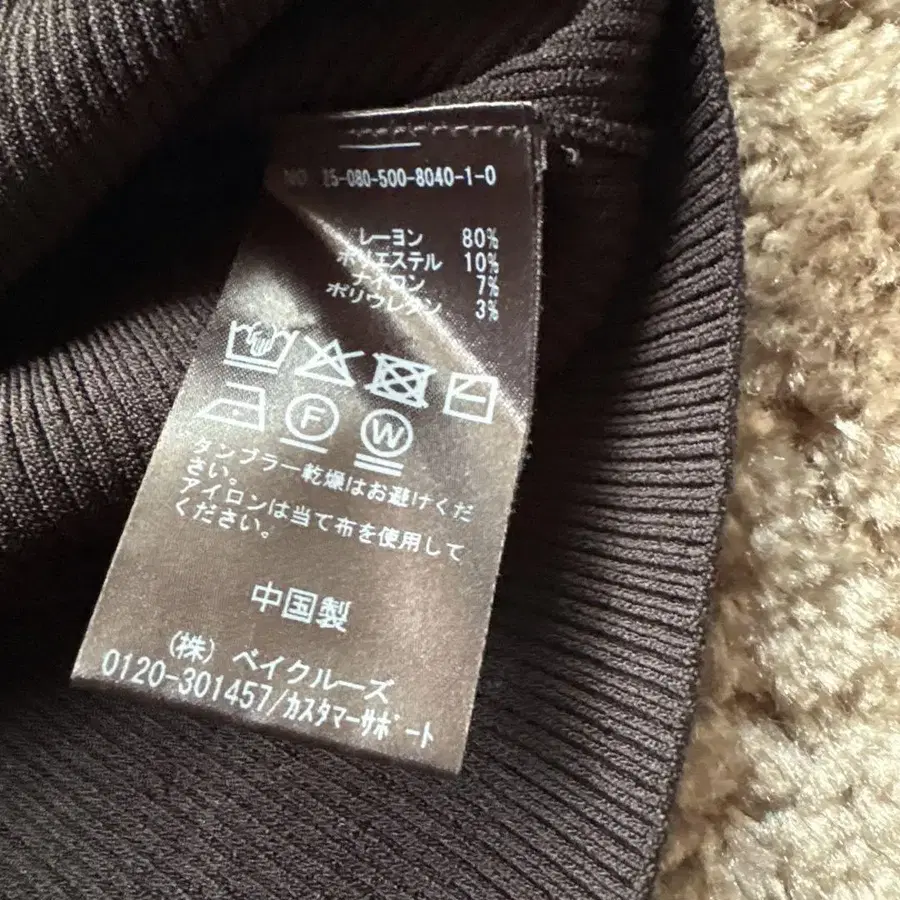 NO 15-080-500-8040-1-0
レーヨン 80%
ポリエステル 10%
ナイロン 7%
ポリウレタン 3%
F W
タンブラー乾燥はお避けくだ
さい。
アイロンは当て布を使用して
ください。
中国製
(株) ベイクルーズ
0120-301457/カスタマーサポート